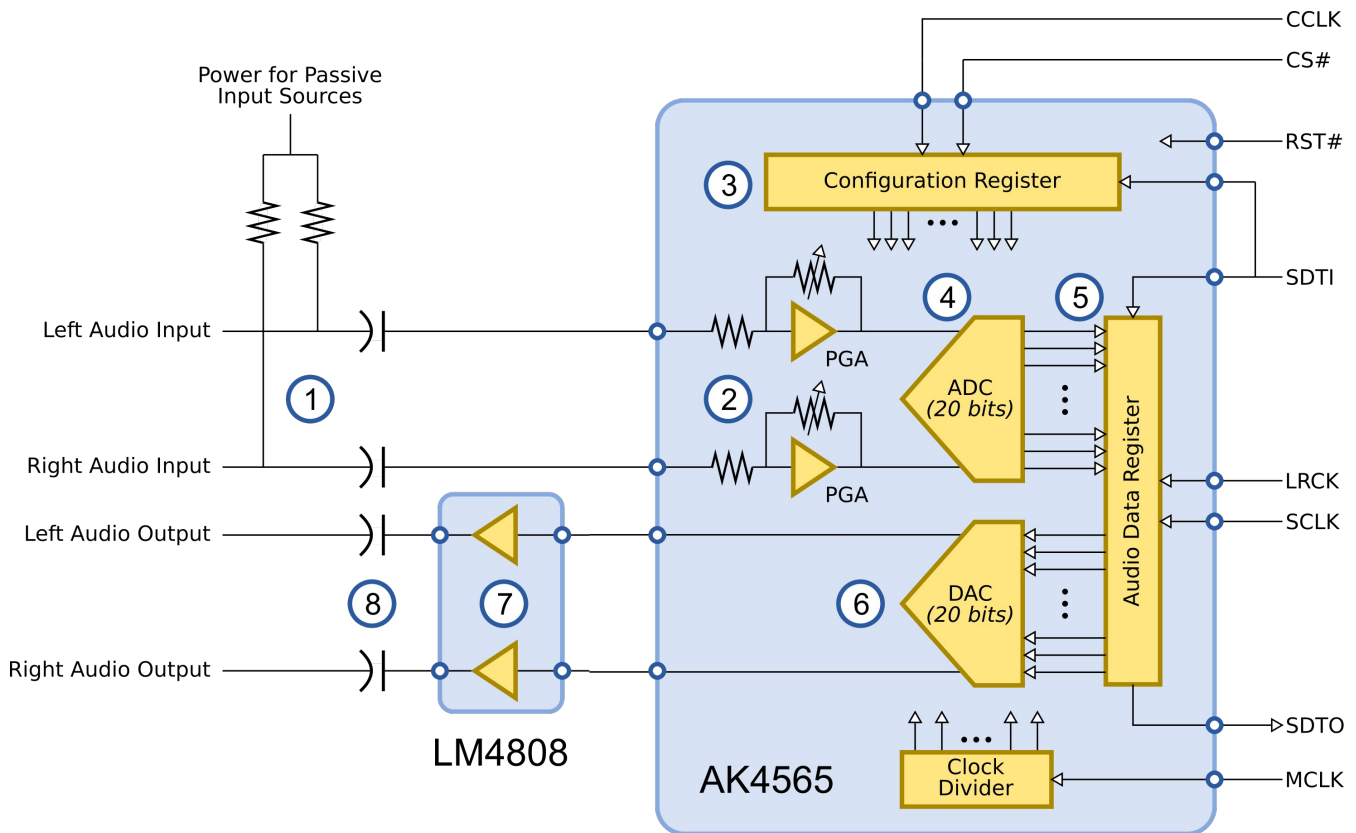 CCLK
CS#
Power for Passive
Input Sources
RST#
3
Configuration Register
SDTI
4
5
Left Audio Input
PGA
1
2
ADC
(20 bits)
Audio Data Register
Right Audio Input
PGA
LRCK
SCLK
Left Audio Output
8
7
6
DAC
(20 bits)
Right Audio Output
SDTO
LM4808
AK4565
Clock
Divider
MCLK